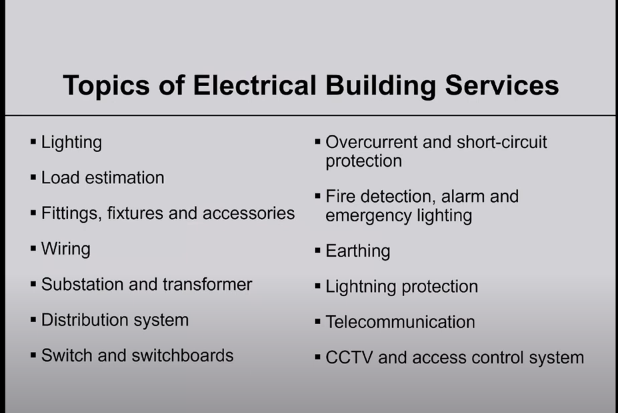 Topics of Electrical Building Services
▪ Lighting
▪ Load estimation
▪ Fittings, fixtures and accessories
▪ Wiring
▪ Substation and transformer
▪ Distribution system
▪ Switch and switchboards
▪ Overcurrent and short-circuit
protection
▪ Fire detection, alarm and
emergency lighting
▪ Earthing
▪ Lightning protection
▪ Telecommunication
▪ CCTV and access control system